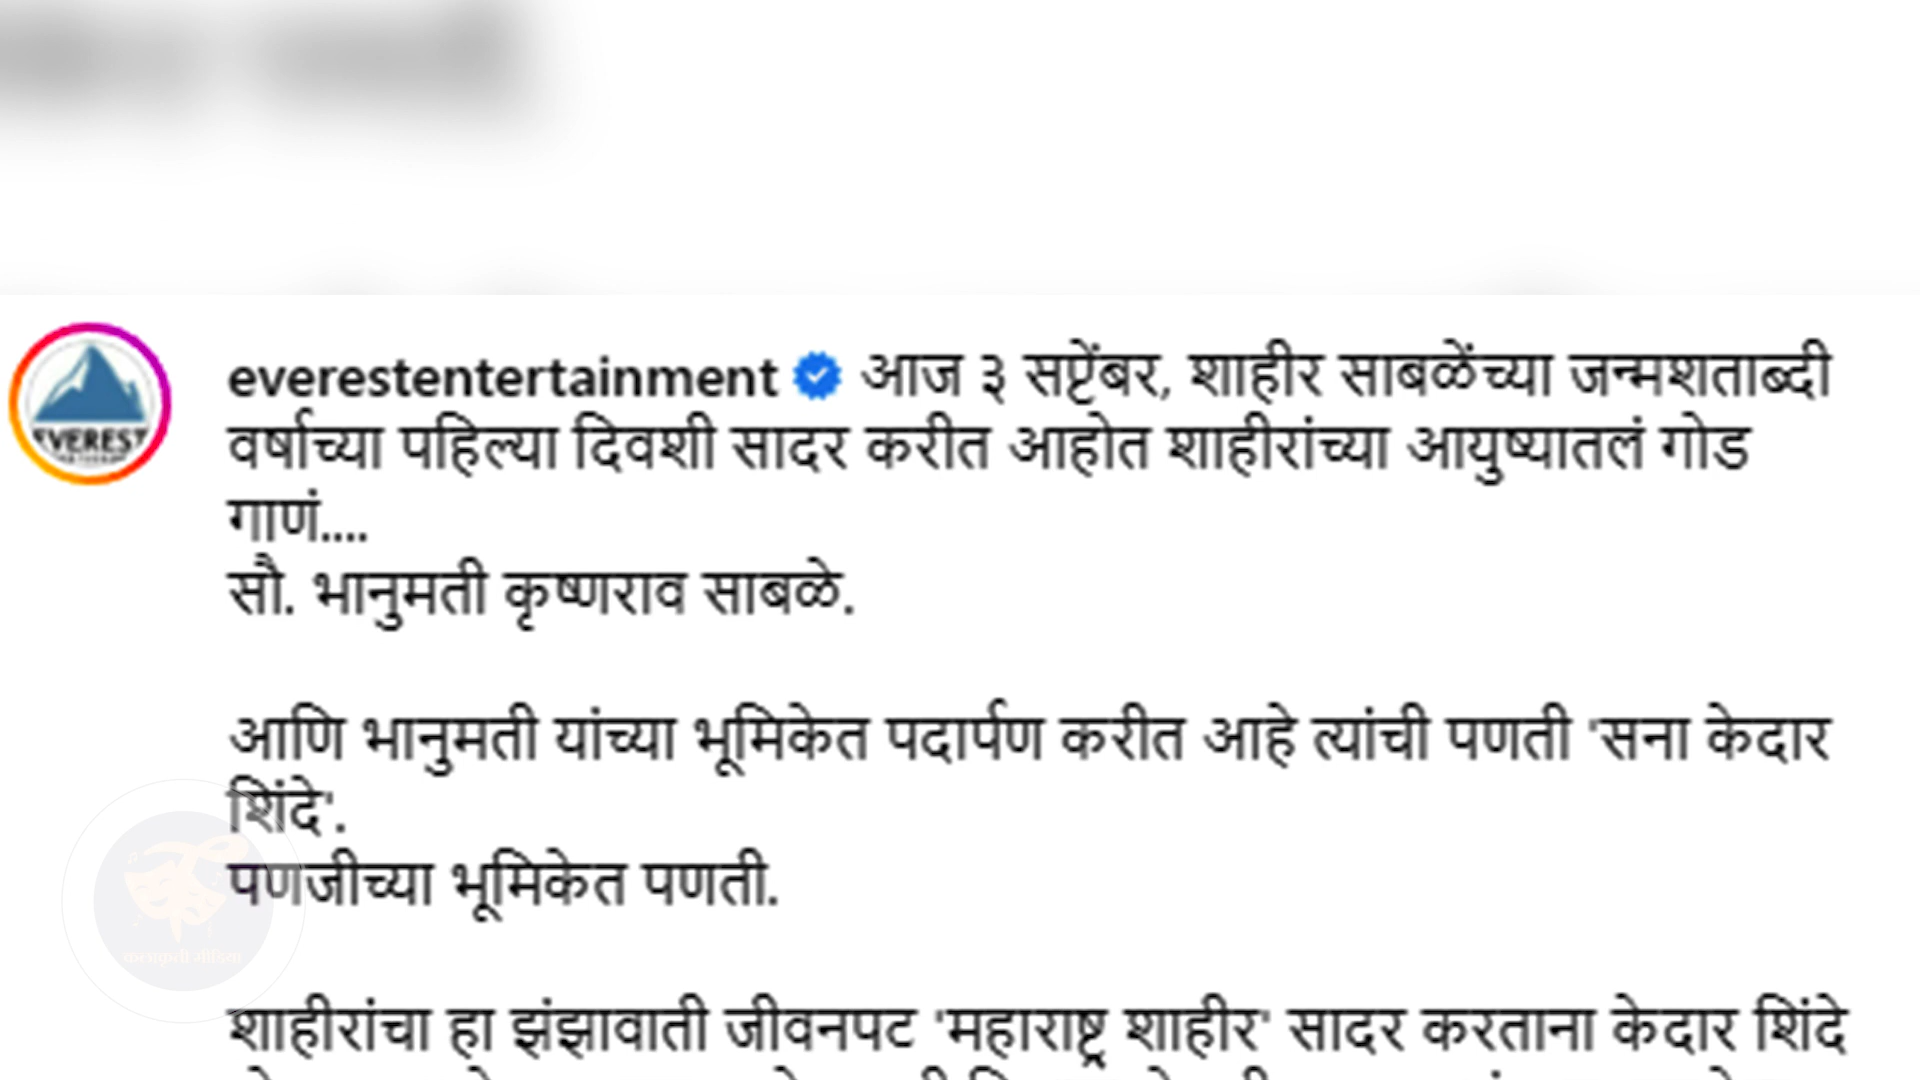 everestentertainment आज ३ सप्टेंबर, शाहीर साबळेंच्या जन्मशताब्दी
वर्षाच्या पहिल्या दिवशी सादर करीत आहोत शाहीरांच्या आयुष्यातलं गोड
गाणं....
सौ. भानुमती कृष्णराव साबळे.
आणि भानुमती यांच्या भूमिकेत पदार्पण करीत आहे त्यांची पणती 'सना केदार
शिंदे'.
पणजीच्या भूमिकेत पणती.
शाहीरांचा हा झंझावाती जीवनपट 'महाराष्ट्र शाहीर' सादर करताना केदार शिंदे
EVEREST